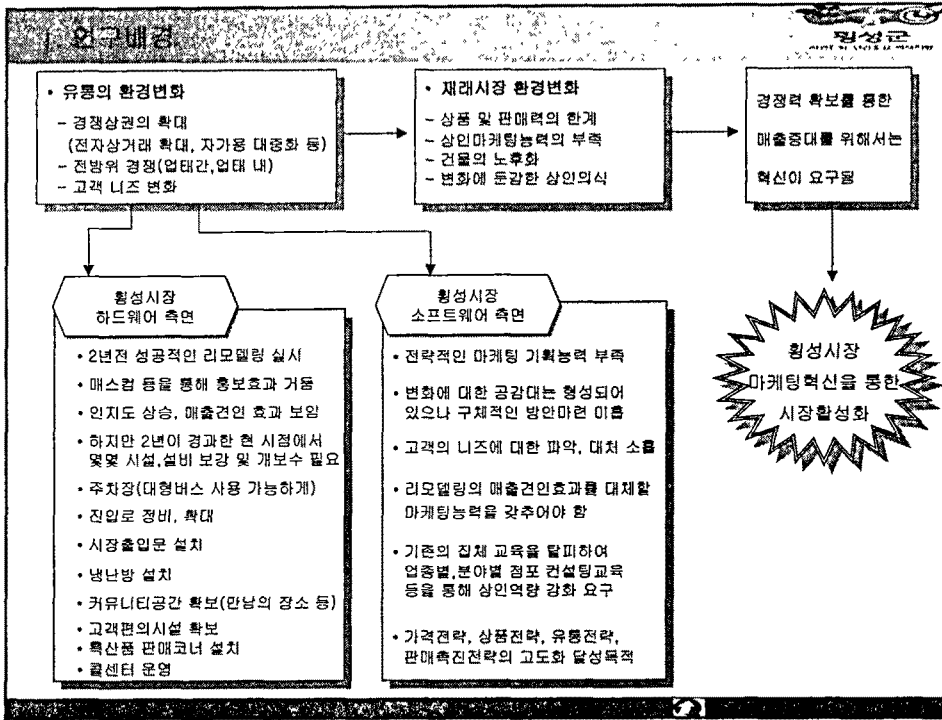 1 연구배경
횡성군
• 유통의 환경변화
– 경쟁상권의 확대
(전자상거래 확대, 자가용 대중화 등)
– 전방위 경쟁(업태간,업태 내)
– 고객 니즈 변화
• 재래시장 환경변화
– 상품 및 판매력의 한계
– 상인마케팅능력의 부족
– 건물의 노후화
– 변화에 둔감한 상인의식
경쟁력 확보를 통한
매출증대를 위해서는
혁신이 요구됨
횡성시장
하드웨어 측면
• 2년전 성공적인 리모델링 실시
• 매스컴 등을 통해 홍보효과 거둠
• 인지도 상승, 매출견인 효과 보임
• 하지만 2년이 경과한 현 시점에서
몇몇 시설,설비 보강 및 개보수 필요
• 주차장(대형버스 사용 가능하게)
• 진입로 정비, 확대
• 시장출입문 설치
• 냉난방 설치
• 커뮤니티공간 확보(만남의 장소 등)
• 고객편의시설 확보
• 특산품 판매코너 설치
• 콜센터 운영
횡성시장
소프트웨어 측면
• 전략적인 마케팅 기획능력 부족
• 변화에 대한 공감대는 형성되어
있으나 구체적인 방안마련 미흡
• 고객의 니즈에 대한 파악, 대처 소홀
• 리모델링의 매출견인효과를 대체할
마케팅능력을 갖추어야 함
• 기존의 집체 교육을 탈피하여
업종별,분야별 점포 컨설팅교육
등을 통해 상인역량 강화 요구
• 가격전략, 상품전략, 유통전략,
판매촉진전략의 고도화 달성목적
횡성시장
마케팅혁신을 통한
시장활성화